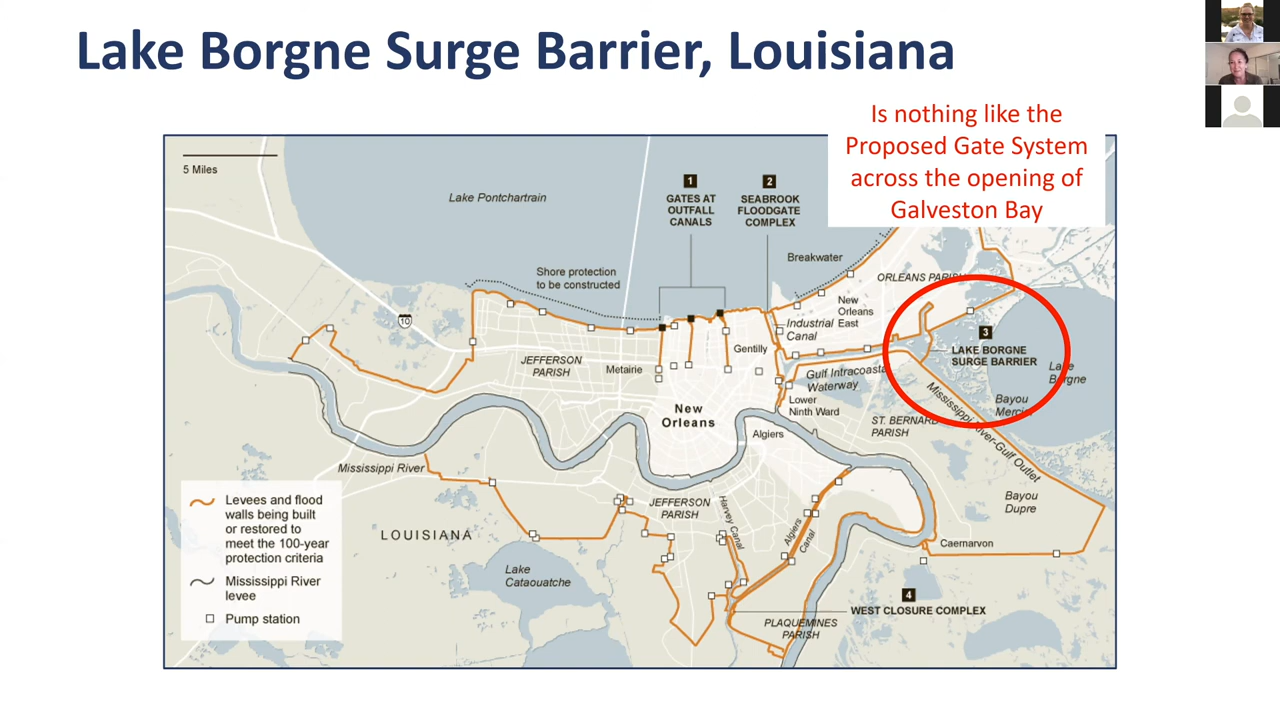 Lake Borgne Surge Barrier, Louisiana
Is nothing like the
Proposed Gate System
across the opening of
Galveston Bay
5 Miles
Lake Pontchartrain
1
GATES AT
OUTFALL
CANALS
2
SEABROOK
FLOODGATE
COMPLEX
Breakwater
Shore protection
to be constructed
ORLEANS PARISH
10
New
Orleans
East
Industrial
Canal
3
LAKE BORGNE
SURGE BARRIER
Lake
Borgne
JEFFERSON
PARISH
Metairie
Gentilly
Gulf Intracoastal
Waterway
Lower
Ninth Ward
Bayou
Mississippi River-Gulf Outlet
New
Orleans
ST. BERNARD
PARISH
Algiers
Mississippi River
Levees and flood
walls being built
or restored to
meet the 100-year
protection criteria
Mississippi River
levee
Pump station
LOUISIANA
JEFFERSON
PARISH
Harvey Canal
Algiers
Canal
Bayou
Dupre
Caernarvon
Lake
Cataouatche
4
WEST CLOSURE COMPLEX
PLAQUEMINES
PARISH